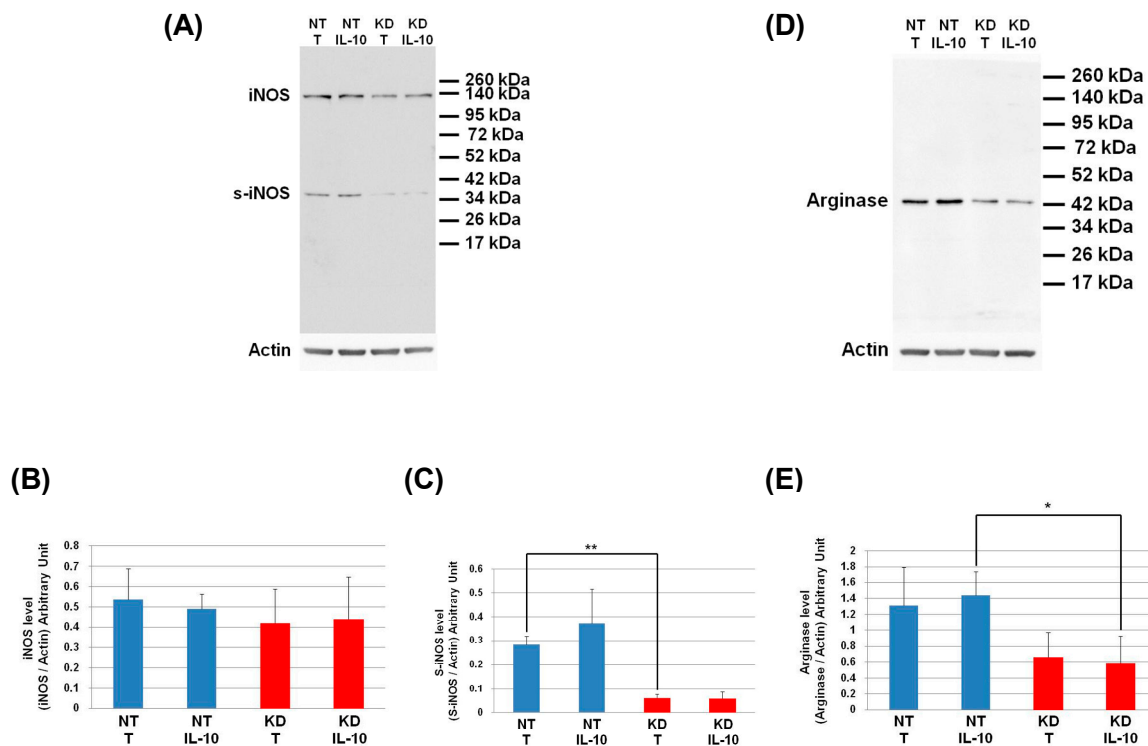 (A)
NT NT KD KD
T IL-10 T IL-10
iNOS
s-iNOS
Actin
260 kDa
140 kDa
95 kDa
72 kDa
52 kDa
42 kDa
34 kDa
26 kDa
17 kDa
(D)
NT NT KD KD
T IL-10 T IL-10
Arginase
Actin
260 kDa
140 kDa
95 kDa
72 kDa
52 kDa
42 kDa
34 kDa
26 kDa
17 kDa
(B)
iNOS level
(iNOS / Actin) Arbitrary Unit
0.8
0.7
0.6
0.5
0.4
0.3
0.2
0.1
0
NT NT KD KD
T IL-10 T IL-10
(C)
S-iNOS level
(S-iNOS / Actin) Arbitrary Unit
0.6
0.5
0.4
0.3
0.2
0.1
0
**
NT NT KD KD
T IL-10 T IL-10
(E)
Arginase level
(Arginase / Actin) Arbitrary Unit
2
1.8
1.6
1.4
1.2
1
0.8
0.6
0.4
0.2
0
*
NT NT KD KD
T IL-10 T IL-10